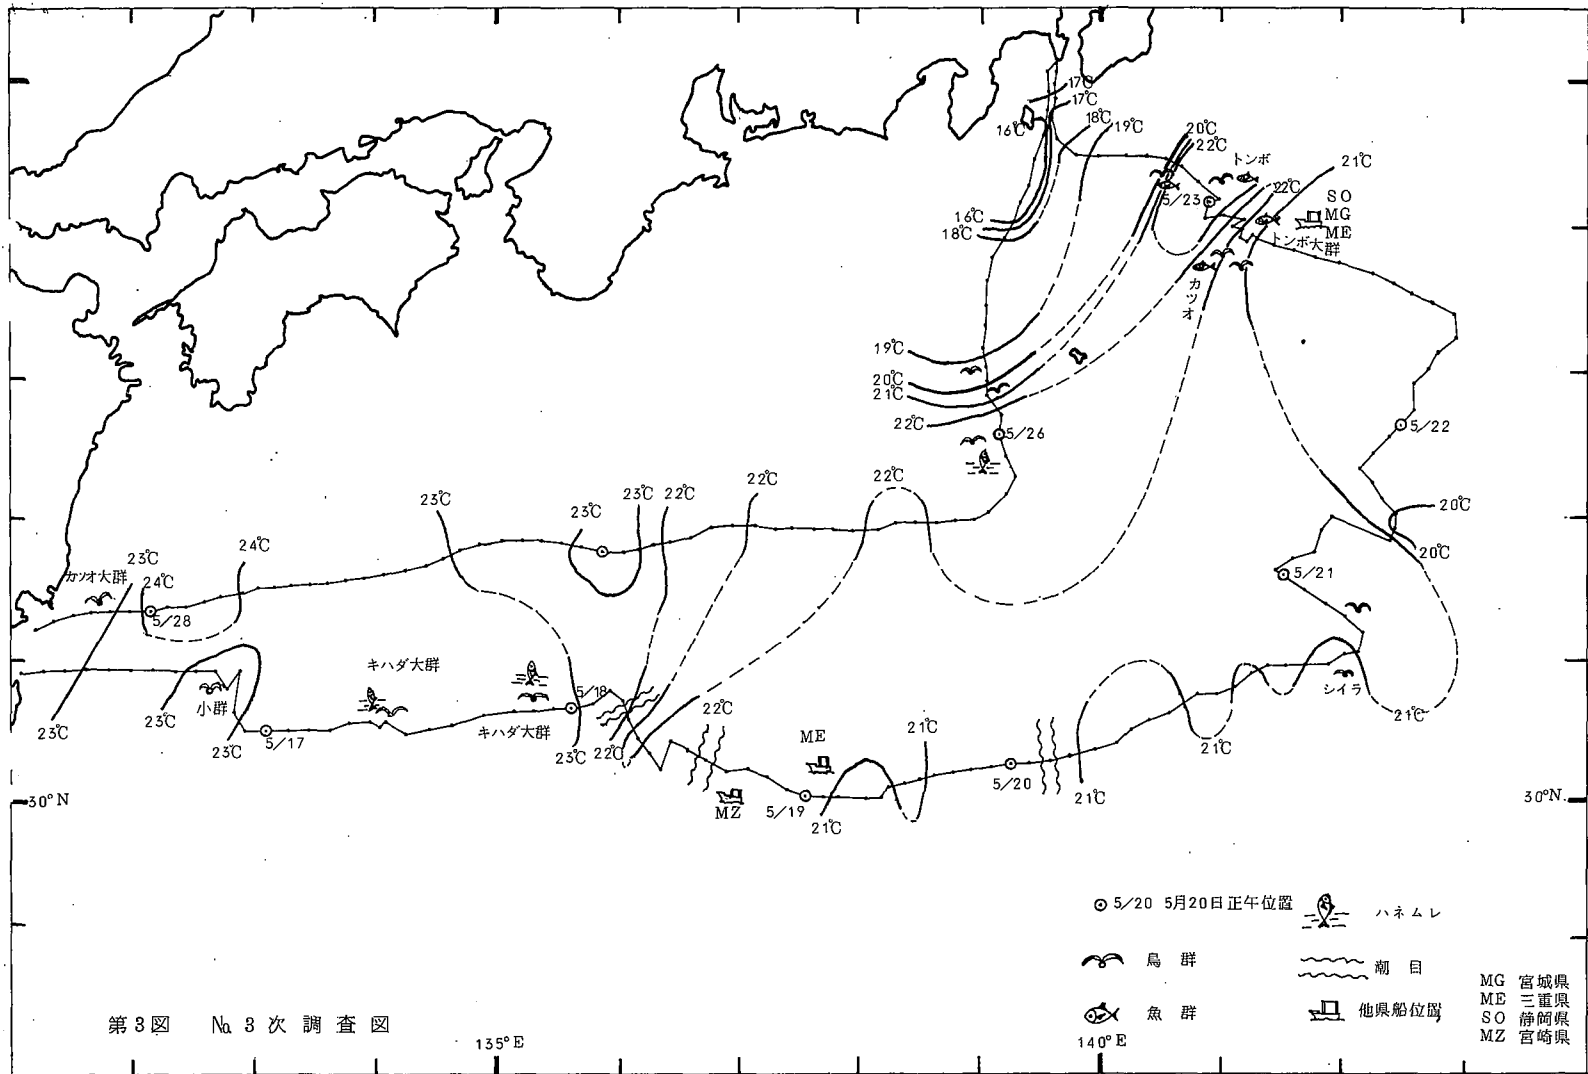 17℃
17℃
16℃
18℃
19℃
20℃
22℃
トンボ
21℃
22℃
SO
MG
ME
5/23
トンボ大群
カツオ
16℃
18℃
19℃
20℃
21℃
22℃
5/26
5/22
23℃
23℃
23℃
22℃
22℃
22℃
20℃
20℃
24℃
23℃
カツオ大群
24℃
5/28
5/21
キハダ大群
小群
5/18
シイラ
23℃
23℃
23℃
5/17
キハダ大群
23℃
22℃
22℃
ME
21℃
21℃
21℃
30°N
MZ
5/19
21℃
5/20
21℃
30°N.
5/20 5月20日正午位置
ハネムレ
鳥群
潮目
魚群
他県船位置
MG 宮城県
ME 三重県
SO 静岡県
MZ 宮崎県
第3図 No.3次調査図
135°E
140°E